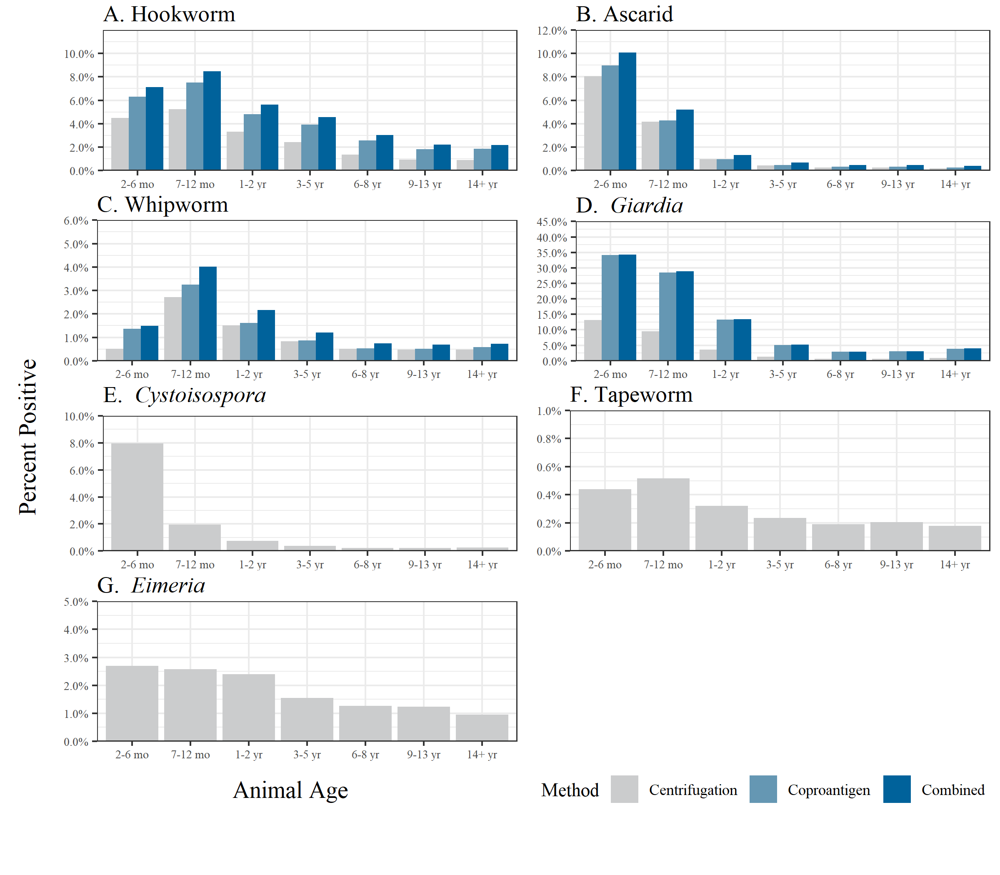 A. Hookworm
10.0%
8.0%
6.0%
4.0%
2.0%
0.0%
2-6 mo 7-12 mo 1-2 yr 3-5 yr 6-8 yr 9-13 yr 14+ yr
B. Ascarid
12.0%
10.0%
8.0%
6.0%
4.0%
2.0%
0.0%
2-6 mo 7-12 mo 1-2 yr 3-5 yr 6-8 yr 9-13 yr 14+ yr
C. Whipworm
6.0%
5.0%
4.0%
3.0%
2.0%
1.0%
0.0%
2-6 mo 7-12 mo 1-2 yr 3-5 yr 6-8 yr 9-13 yr 14+ yr
D. Giardia
45.0%
40.0%
35.0%
30.0%
25.0%
20.0%
15.0%
10.0%
5.0%
0.0%
2-6 mo 7-12 mo 1-2 yr 3-5 yr 6-8 yr 9-13 yr 14+ yr
E. Cystoisospora
10.0%
8.0%
6.0%
4.0%
2.0%
0.0%
2-6 mo 7-12 mo 1-2 yr 3-5 yr 6-8 yr 9-13 yr 14+ yr
F. Tapeworm
1.0%
0.8%
0.6%
0.4%
0.2%
0.0%
2-6 mo 7-12 mo 1-2 yr 3-5 yr 6-8 yr 9-13 yr 14+ yr
G. Eimeria
5.0%
4.0%
3.0%
2.0%
1.0%
0.0%
2-6 mo 7-12 mo 1-2 yr 3-5 yr 6-8 yr 9-13 yr 14+ yr
Percent Positive
Animal Age
Method Centrifugation Coproantigen Combined